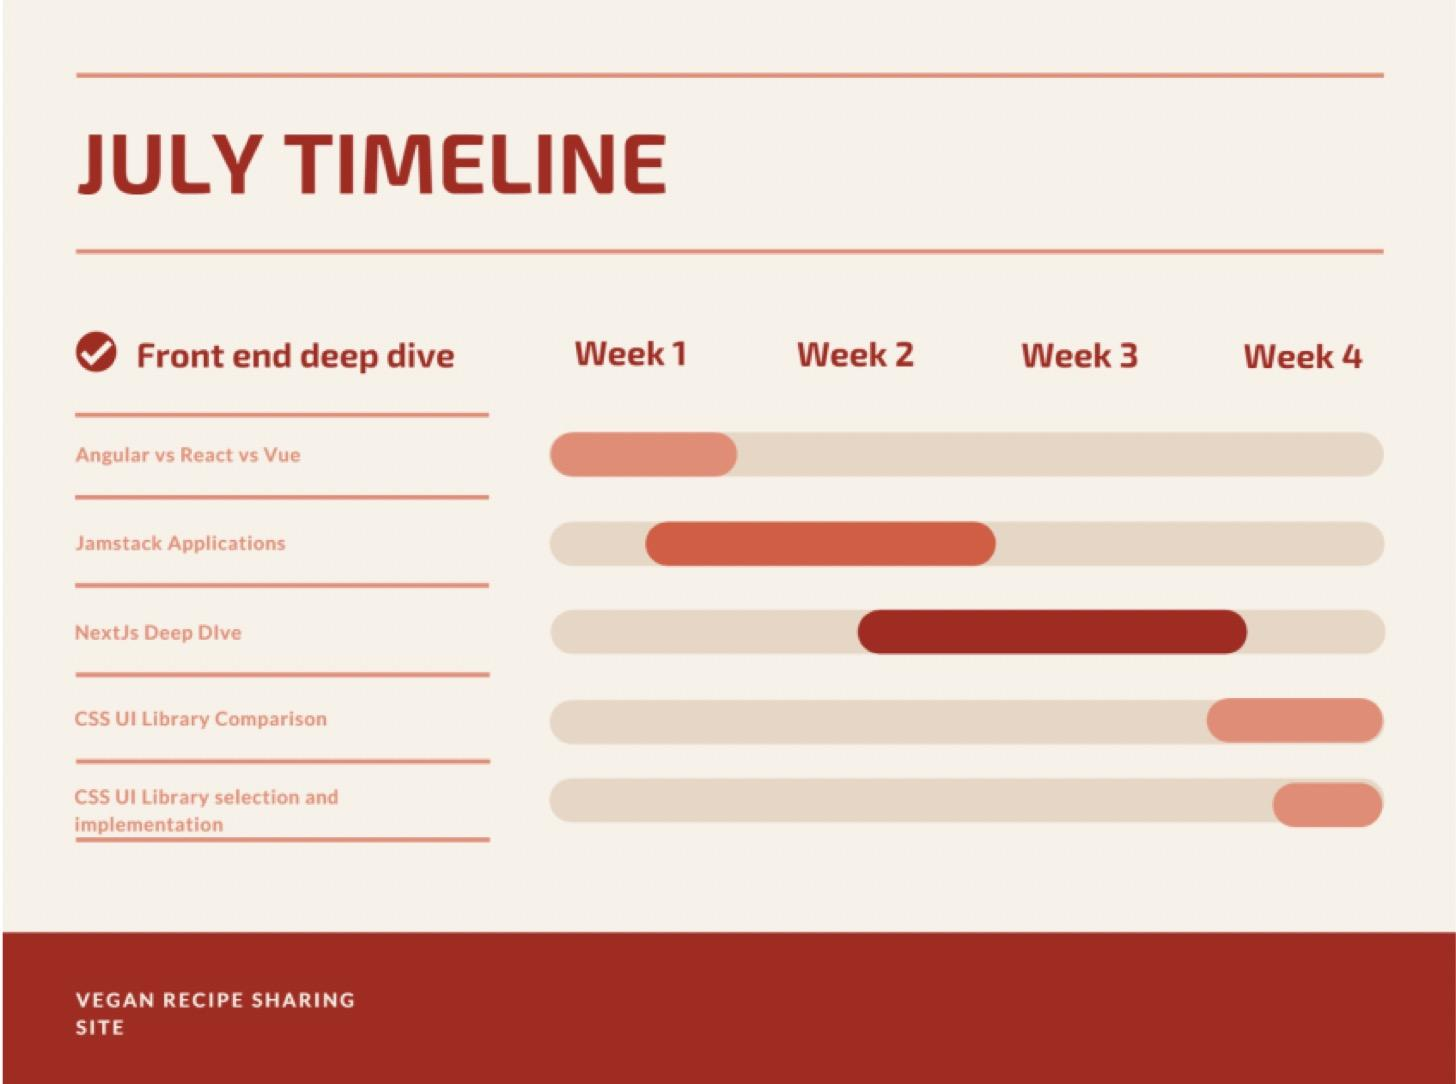 JULY TIMELINE
Front end deep dive
Week 1
Week 2
Week 3
Week 4
Angular vs React vs Vue
Jamstack Applications
NextJs Deep DIve
CSS UI Library Comparison
CSS UI Library selection and
implementation
VEGAN RECIPE SHARING
SITE